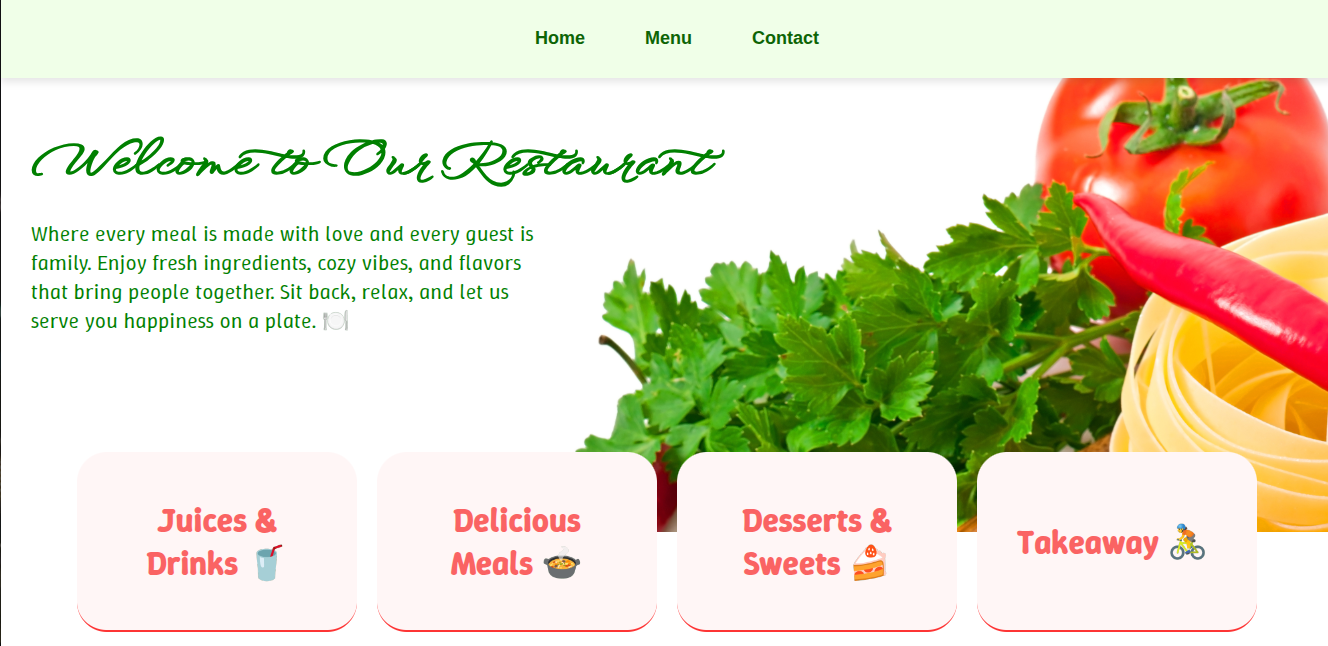 Home Menu Contact
Welcome to Our Restaurant
Where every meal is made with love and every guest is
family. Enjoy fresh ingredients, cozy vibes, and flavors
that bring people together. Sit back, relax, and let us
serve you happiness on a plate. 🍽️
Juices &
Drinks 🥤
Delicious
Meals 🍲
Desserts &
Sweets 🍰
Takeaway 🚴